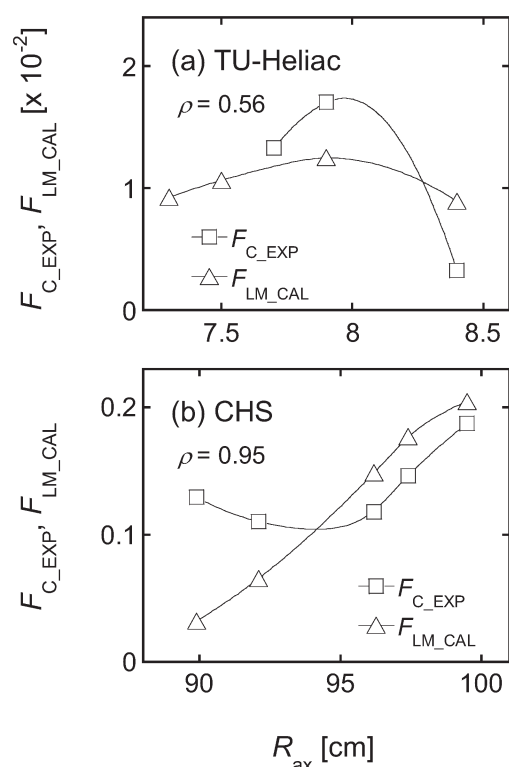 F_C_EXP, F_LM_CAL [x 10^-2]
2
1
0
(a) TU-Heliac
ρ = 0.56
F_C_EXP
F_LM_CAL
7.5 8 8.5
F_C_EXP, F_LM_CAL
0.2
0.1
0
(b) CHS
ρ = 0.95
F_C_EXP
F_LM_CAL
90 95 100
R_ax [cm]